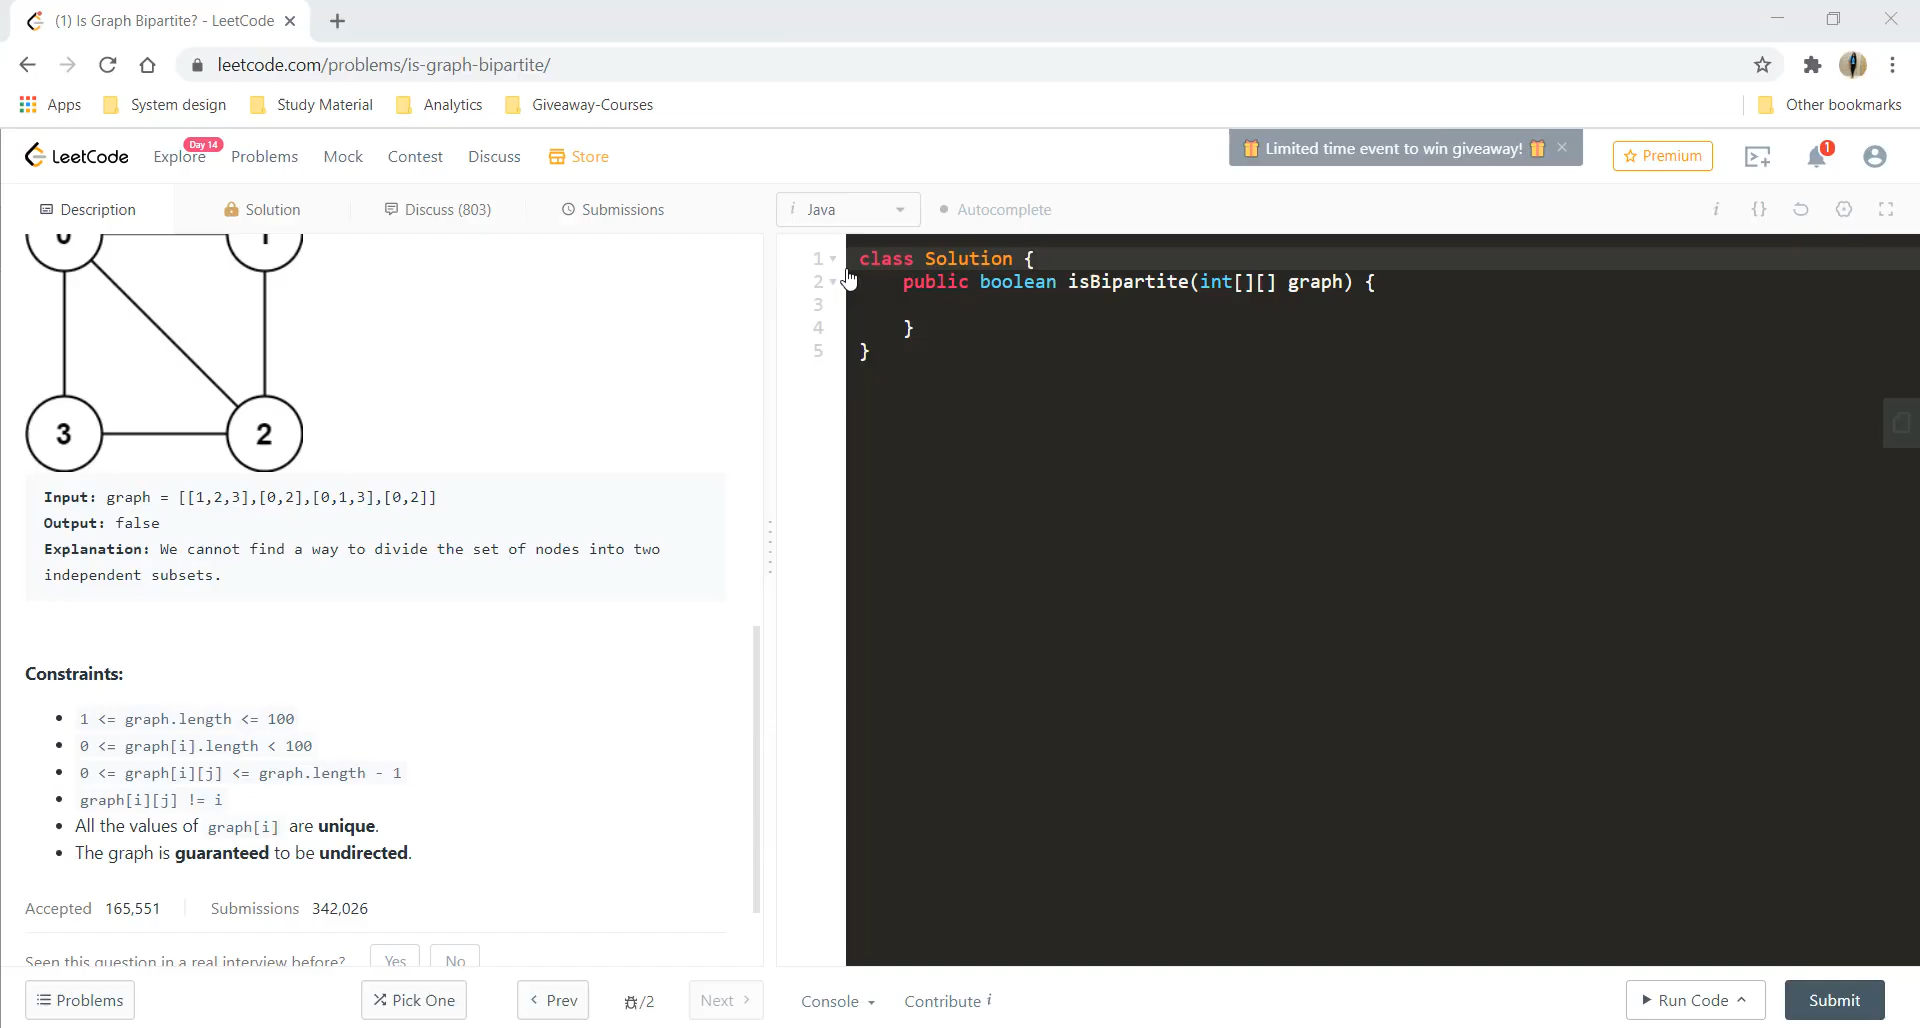 (1) Is Graph Bipartite? - LeetCode
leetcode.com/problems/is-graph-bipartite/
Apps System design Study Material Analytics Giveaway-Courses Other bookmarks
LeetCode Explore Day 14 Problems Mock Contest Discuss Store Limited time event to win giveaway! Premium 1
Description Solution Discuss (803) Submissions i Java Autocomplete i {}
0 1
3 2
Input: graph = [[1,2,3],[0,2],[0,1,3],[0,2]]
Output: false
Explanation: We cannot find a way to divide the set of nodes into two
independent subsets.
Constraints:
1 <= graph.length <= 100
0 <= graph[i].length < 100
0 <= graph[i][j] <= graph.length - 1
graph[i][j] != i
All the values of graph[i] are unique.
The graph is guaranteed to be undirected.
Accepted 165,551 Submissions 342,026
Seen this question in a real interview before? Yes No
1 class Solution {
2 public boolean isBipartite(int[][] graph) {
3
4 }
5 }
Problems Pick One Prev /2 Next Console Contribute i Run Code Submit